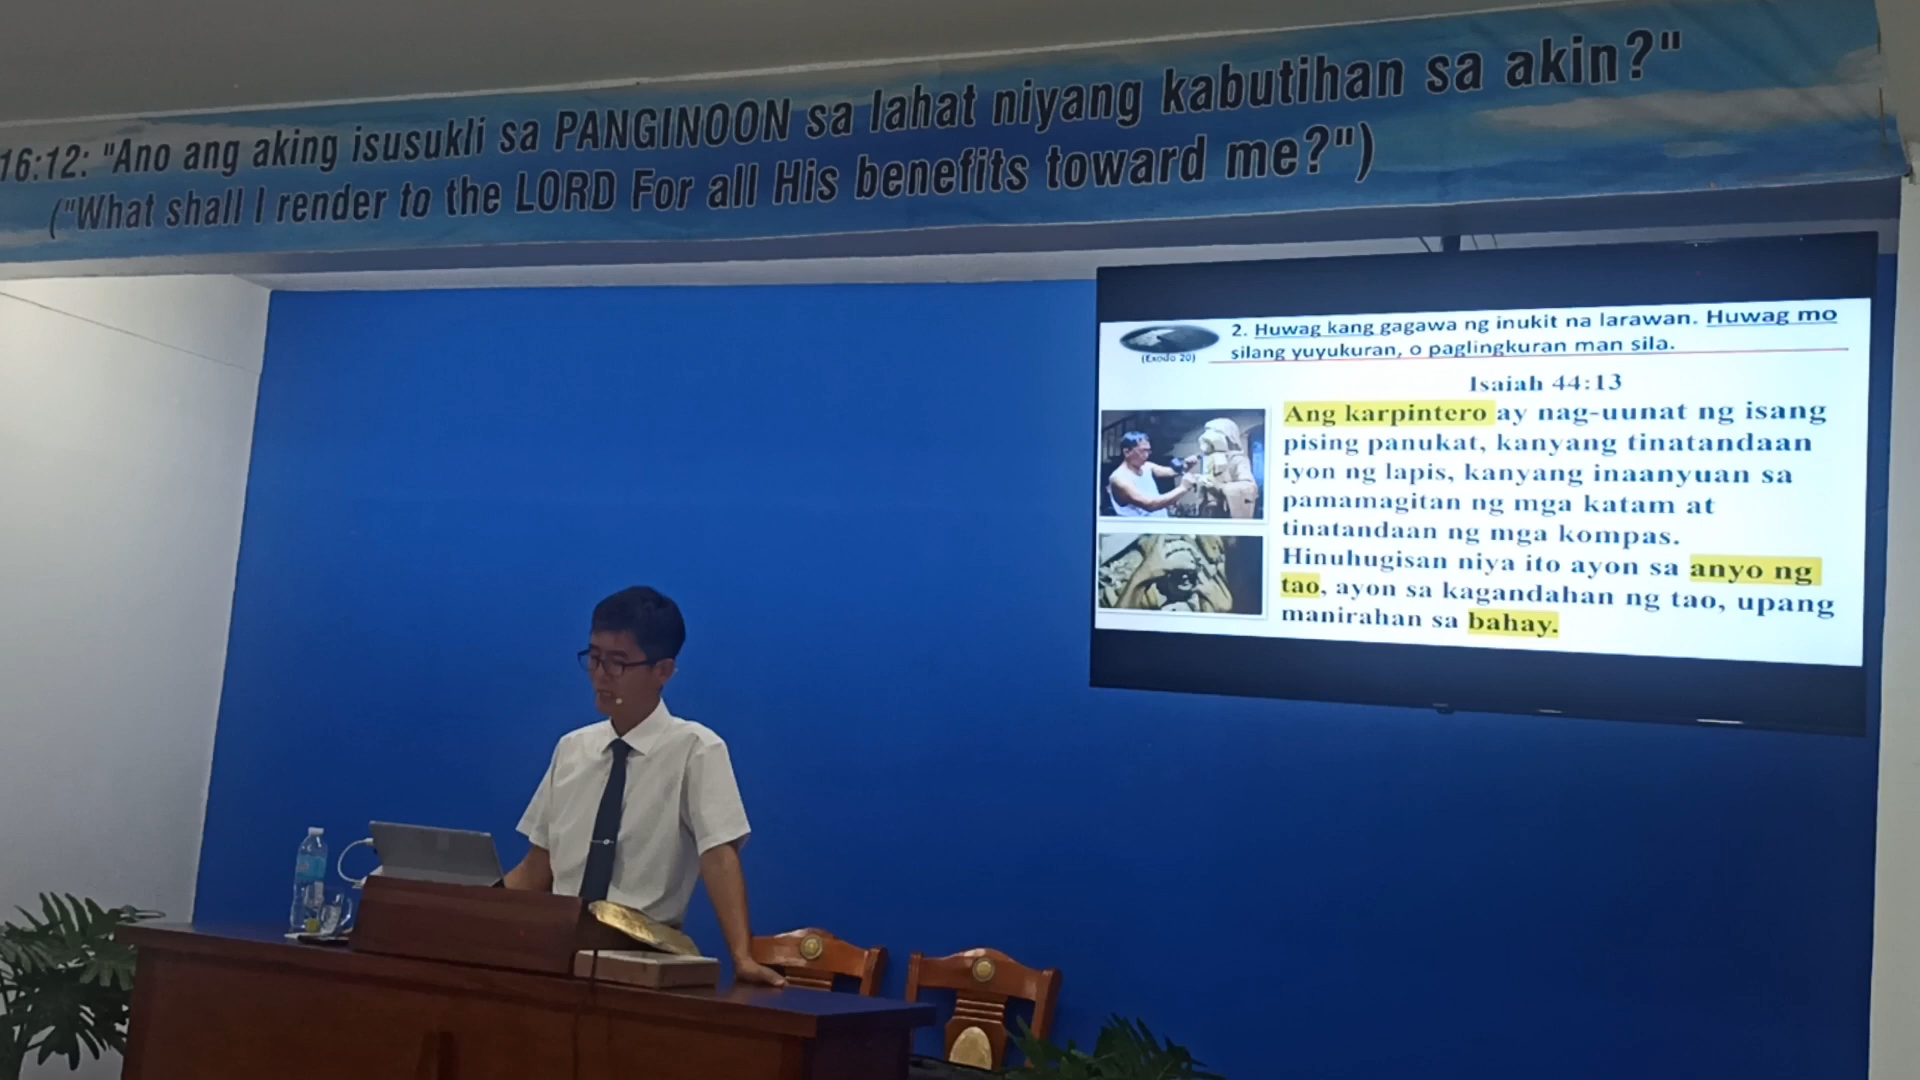 16:12: "Ano ang aking isusukli sa PANGINOON sa lahat niyang kabutihan sa akin?"
("What shall I render to the LORD For all His benefits toward me?")
2. Huwag kang gagawa ng inukit na larawan. Huwag mo
silang yuyukuran, o paglingkuran man sila.
(Exodo 20)
Isaiah 44:13
Ang karpintero ay nag-uunat ng isang
pising panukat, kanyang tinatandaan
iyon ng lapis, kanyang inaanyuan sa
pamamagitan ng mga katam at
tinatandaan ng mga kompas.
Hinuhugisan niya ito ayon sa anyo ng
tao, ayon sa kagandahan ng tao, upang
manirahan sa bahay.